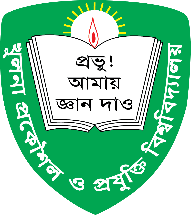 প্রভু!
আমায়
জ্ঞান দাও
খুলনা প্রকৌশল ও প্রযুক্তি বিশ্ববিদ্যালয়